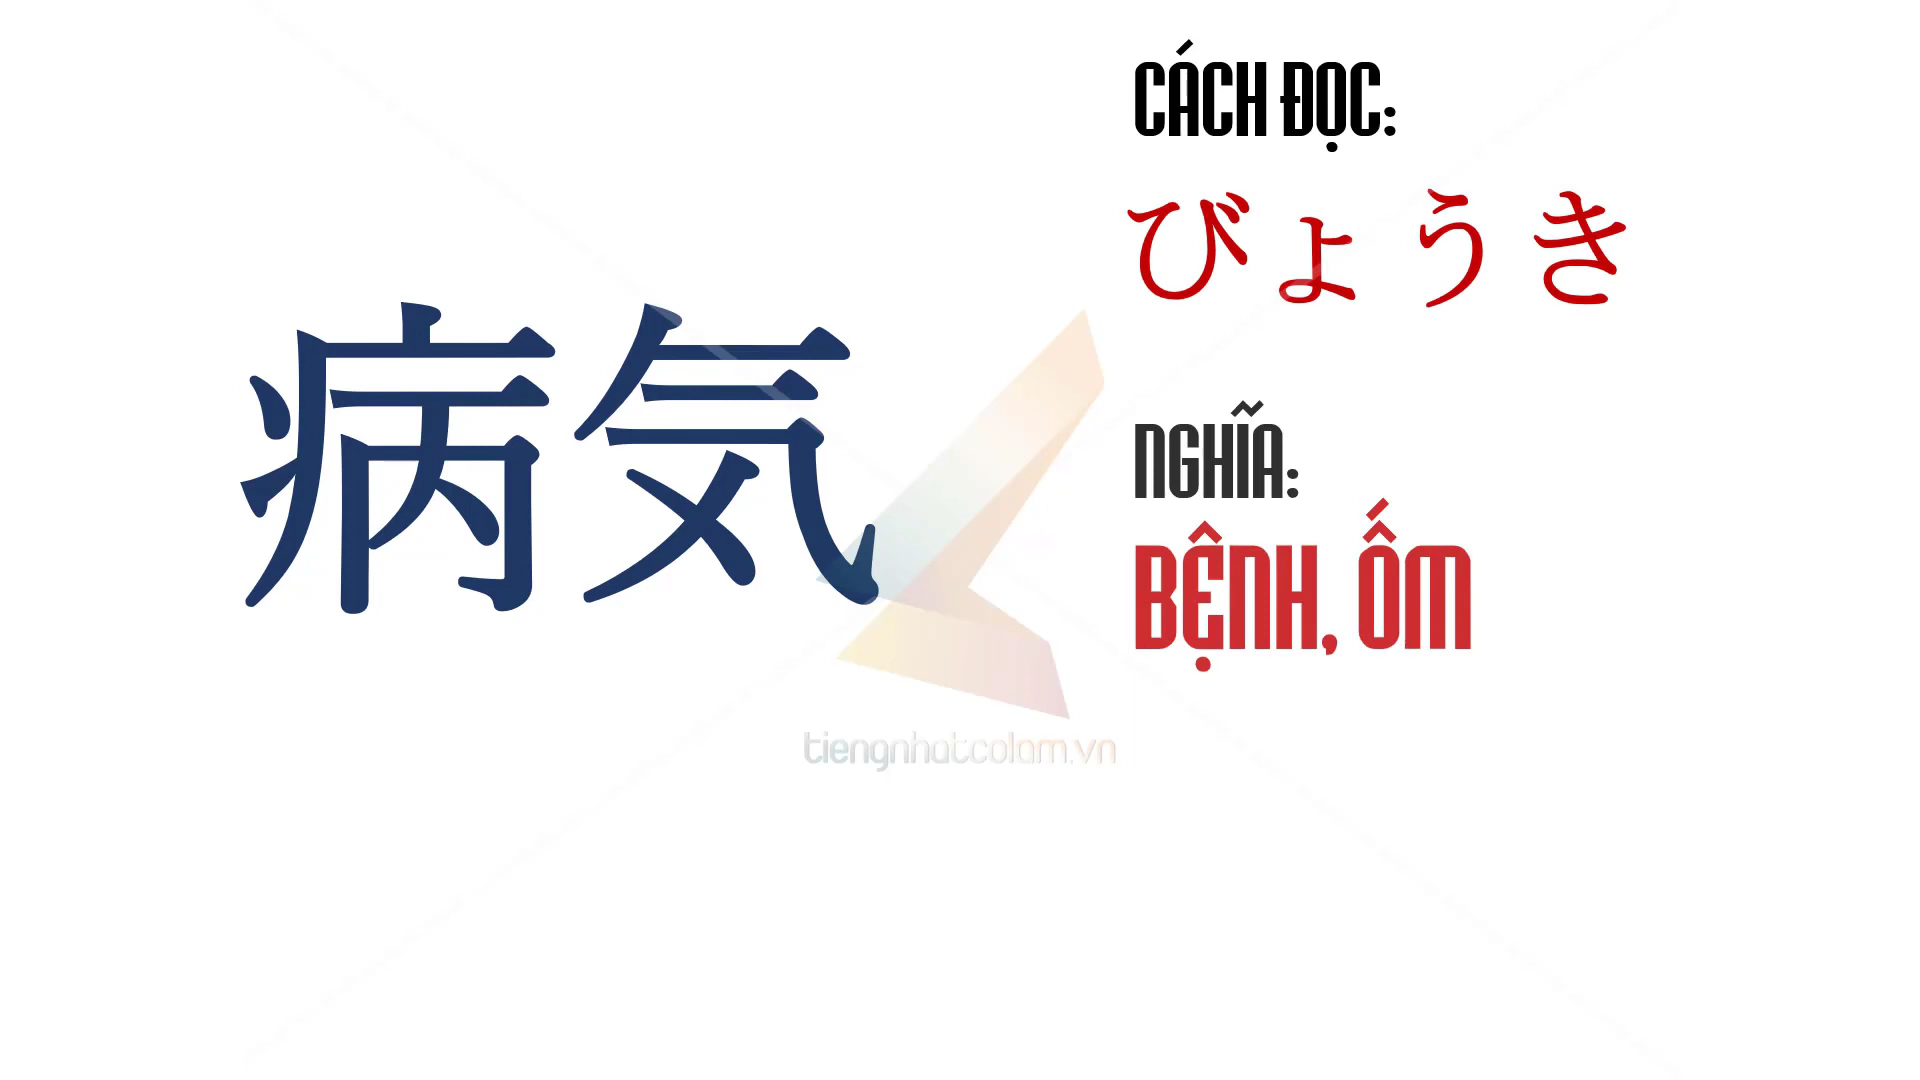 病気
CÁCH ĐỌC:
びょうき
NGHĨA:
BỆNH, ỐM
tiengnhatcolam.vn